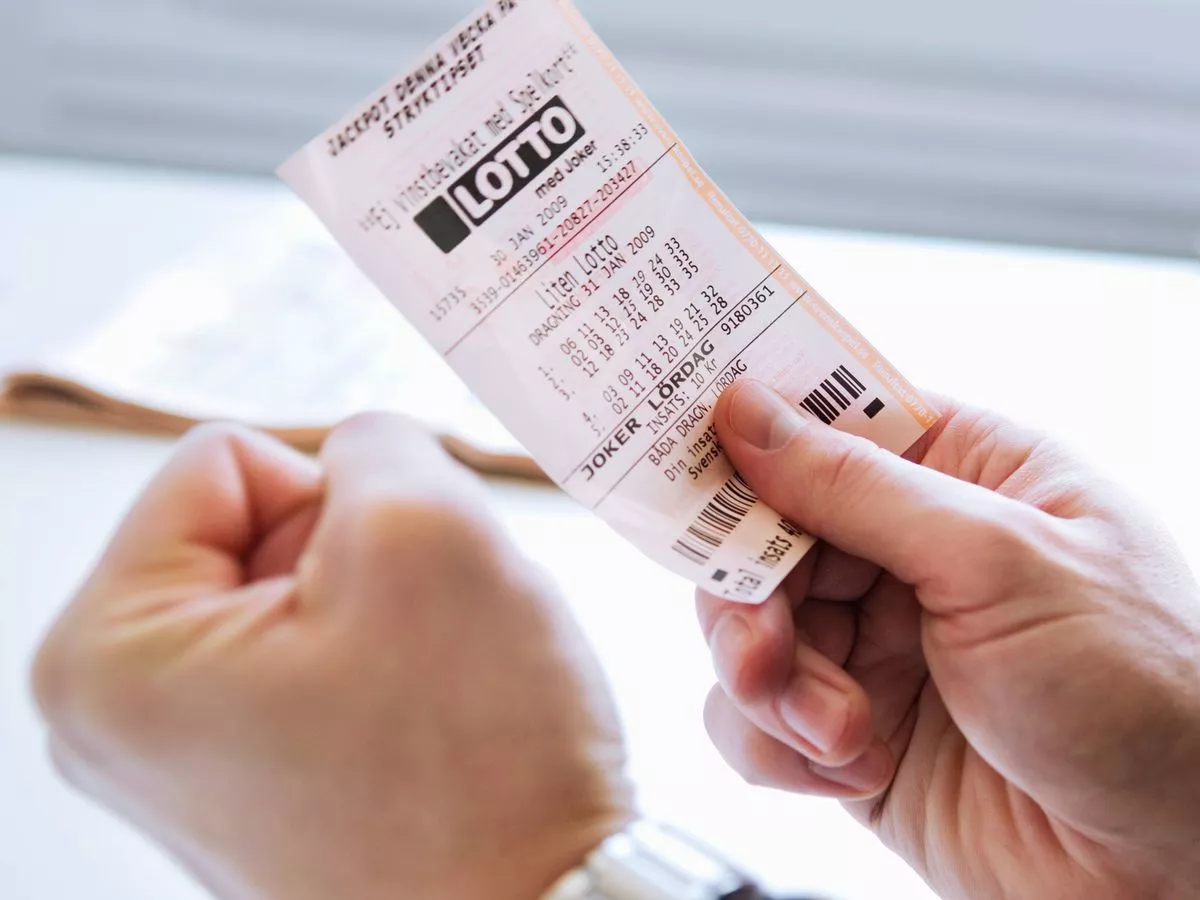 JACKPOT DENNA VECKA PÅ
STRYKTIPSET
**Ej vinstbevakat med Spelkort**
LOTTO
med Joker
30 JAN 2009 15:38:33
15735 3539-01463961-20827-203427
Liten Lotto
DRAGNING 31 JAN 2009
1. 06 11 13 18 19 24 33
2. 02 03 12 15 19 30 33
3. 12 18 23 24 28 33 35
4. 03 09 11 13 19 21 32
5. 02 11 18 20 24 25 28
JOKER LÖRDAG 9180361
INSATS: 10 Kr
BÅDA DRAGN. LÖRDAG
Din insat
Svensk
Total insats